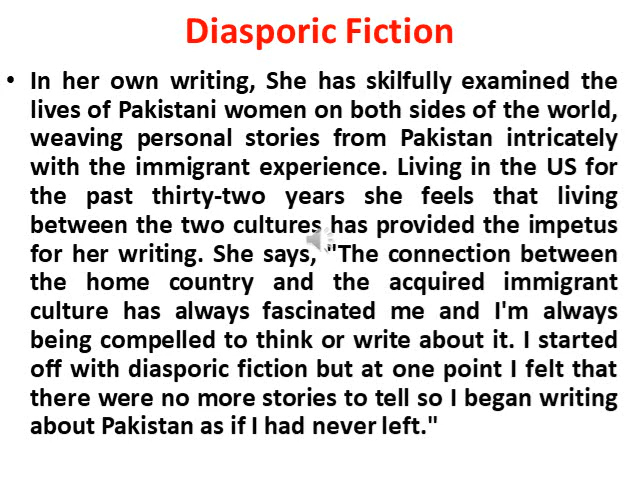 Diasporic Fiction
• In her own writing, She has skilfully examined the
lives of Pakistani women on both sides of the world,
weaving personal stories from Pakistan intricately
with the immigrant experience. Living in the US for
the past thirty-two years she feels that living
between the two cultures has provided the impetus
for her writing. She says, "The connection between
the home country and the acquired immigrant
culture has always fascinated me and I'm always
being compelled to think or write about it. I started
off with diasporic fiction but at one point I felt that
there were no more stories to tell so I began writing
about Pakistan as if I had never left."